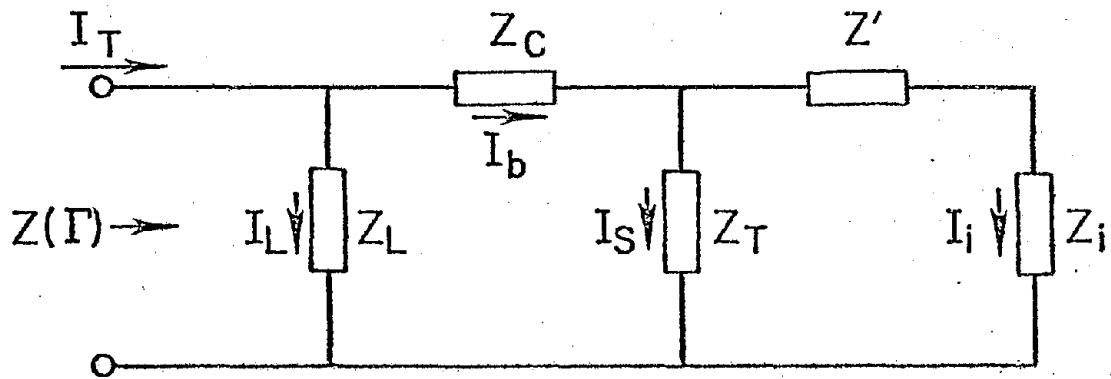 I_T Z_C Z'
I_b
Z(Γ) I_L Z_L I_S Z_T I_i Z_i